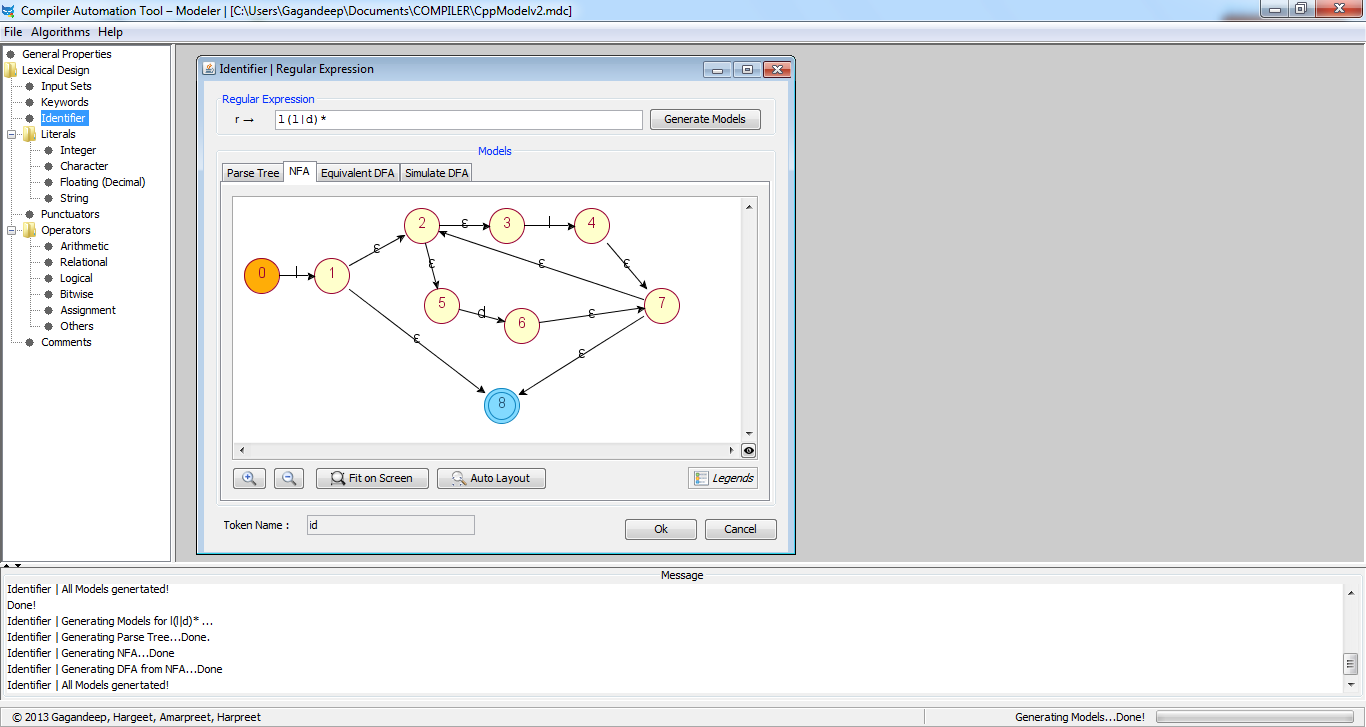 Compiler Automation Tool – Modeler | [C:\Users\Gagandeep\Documents\COMPILER\CppModelv2.mdc]
File Algorithms Help
General Properties
Lexical Design
Input Sets
Keywords
Identifier
Literals
Integer
Character
Floating (Decimal)
String
Punctuators
Operators
Arithmetic
Relational
Logical
Bitwise
Assignment
Others
Comments
Identifier | Regular Expression
Regular Expression
r → l(l|d)* Generate Models
Models
Parse Tree NFA Equivalent DFA Simulate DFA
2 ε 3 l 4
ε ε ε ε
0 l 1
5 d 6 ε 7
ε ε
8
Fit on Screen Auto Layout Legends
Token Name : id Ok Cancel
Message
Identifier | All Models genertated!
Done!
Identifier | Generating Models for l(l|d)* ...
Identifier | Generating Parse Tree...Done.
Identifier | Generating NFA...Done
Identifier | Generating DFA from NFA...Done
Identifier | All Models genertated!
© 2013 Gagandeep, Hargeet, Amarpreet, Harpreet Generating Models...Done!